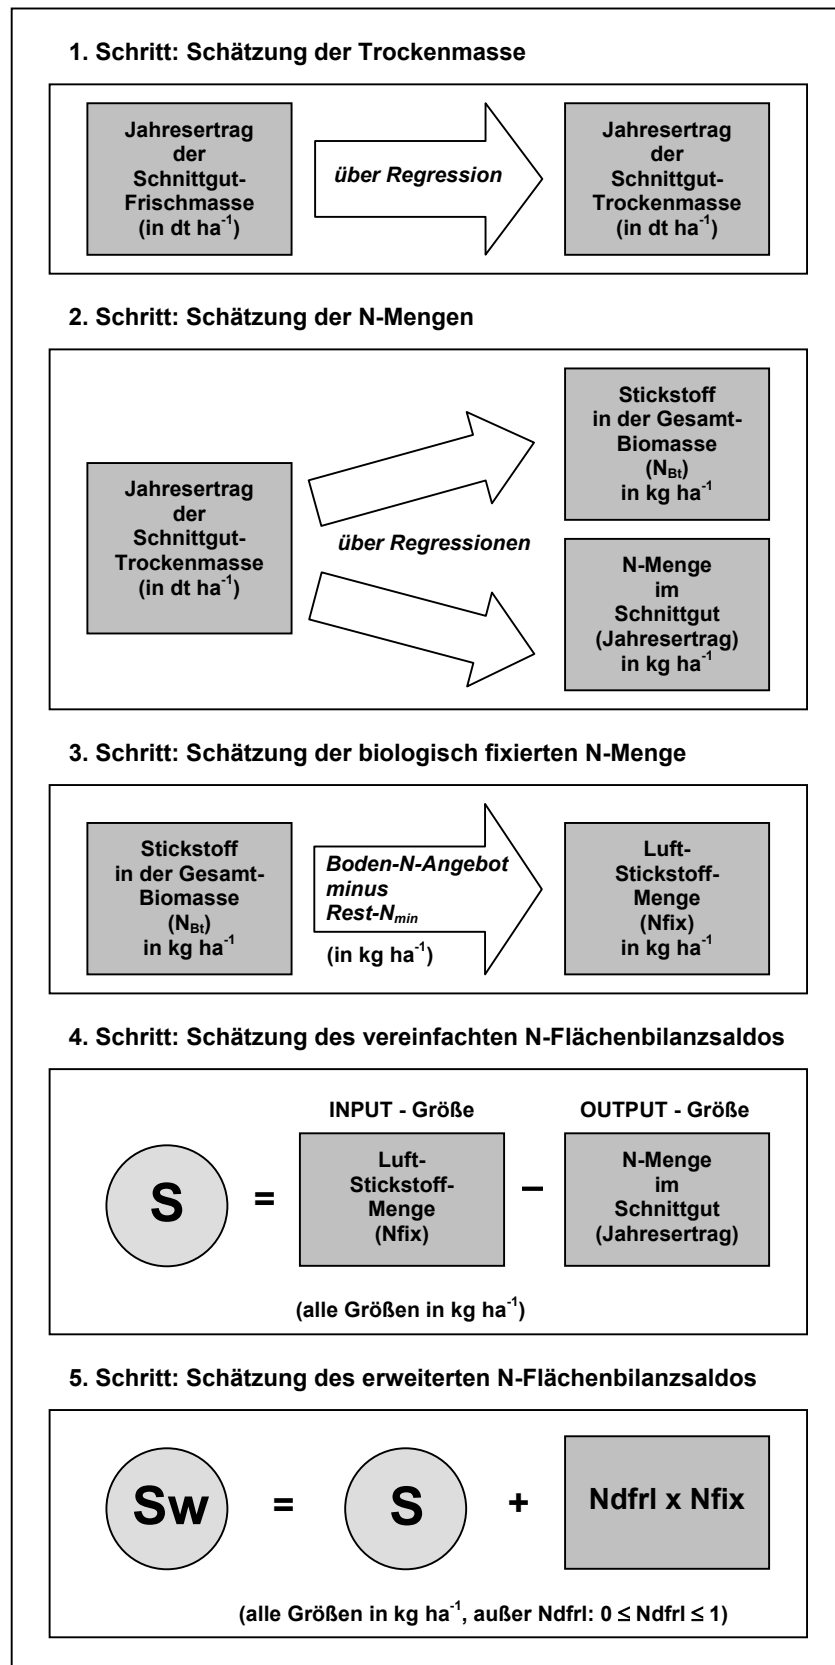 1. Schritt: Schätzung der Trockenmasse
Jahresertrag
der
Schnittgut-
Frischmasse
(in dt ha⁻¹)
über Regression
Jahresertrag
der
Schnittgut-
Trockenmasse
(in dt ha⁻¹)
2. Schritt: Schätzung der N-Mengen
Jahresertrag
der
Schnittgut-
Trockenmasse
(in dt ha⁻¹)
über Regressionen
Stickstoff
in der Gesamt-
Biomasse
(N_Bt)
in kg ha⁻¹
N-Menge
im
Schnittgut
(Jahresertrag)
in kg ha⁻¹
3. Schritt: Schätzung der biologisch fixierten N-Menge
Stickstoff
in der Gesamt-
Biomasse
(N_Bt)
in kg ha⁻¹
Boden-N-Angebot
minus
Rest-N_min
(in kg ha⁻¹)
Luft-
Stickstoff-
Menge
(Nfix)
in kg ha⁻¹
4. Schritt: Schätzung des vereinfachten N-Flächenbilanzsaldos
INPUT - Größe
OUTPUT - Größe
S
=
Luft-
Stickstoff-
Menge
(Nfix)
–
N-Menge
im
Schnittgut
(Jahresertrag)
(alle Größen in kg ha⁻¹)
5. Schritt: Schätzung des erweiterten N-Flächenbilanzsaldos
Sw = S + Ndfrl x Nfix
(alle Größen in kg ha⁻¹, außer Ndfrl: 0 ≤ Ndfrl ≤ 1)